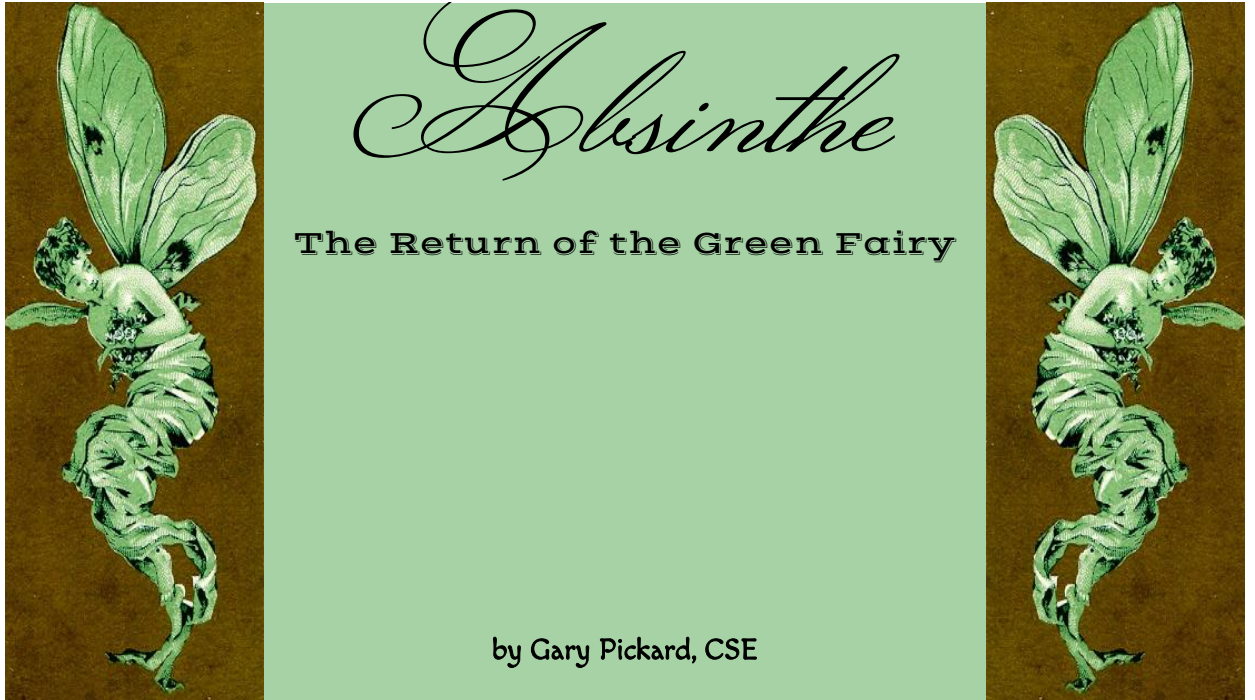 Absinthe
The Return of the Green Fairy
by Gary Pickard, CSE